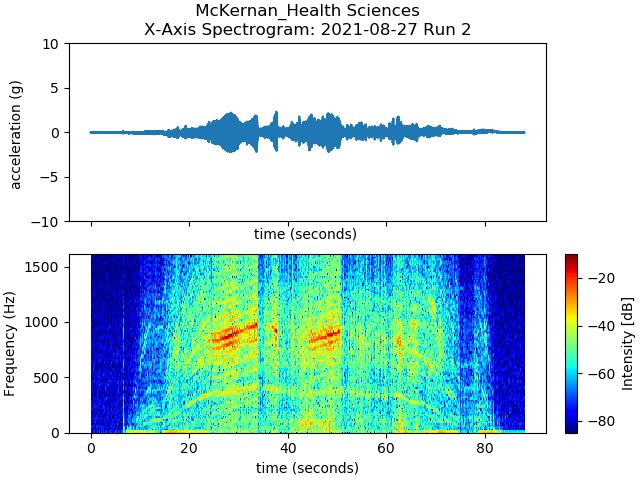 McKernan_Health Sciences
X-Axis Spectrogram: 2021-08-27 Run 2
10
5
0
−5
−10
acceleration (g)
time (seconds)
1500
1000
500
0
Frequency (Hz)
0 20 40 60 80
time (seconds)
−20
−40
−60
−80
Intensity [dB]